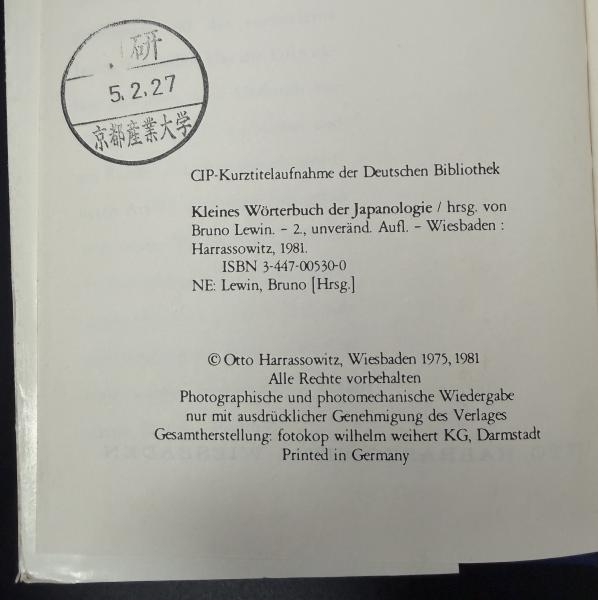 研
5.2.27
京都産業大学
CIP-Kurztitelaufnahme der Deutschen Bibliothek
Kleines Wörterbuch der Japanologie / hrsg. von
Bruno Lewin. – 2., unveränd. Aufl. – Wiesbaden :
Harrassowitz, 1981.
ISBN 3-447-00530-0
NE: Lewin, Bruno [Hrsg.]
© Otto Harrassowitz, Wiesbaden 1975, 1981
Alle Rechte vorbehalten
Photographische und photomechanische Wiedergabe
nur mit ausdrücklicher Genehmigung des Verlages
Gesamtherstellung: fotokop wilhelm weihert KG, Darmstadt
Printed in Germany